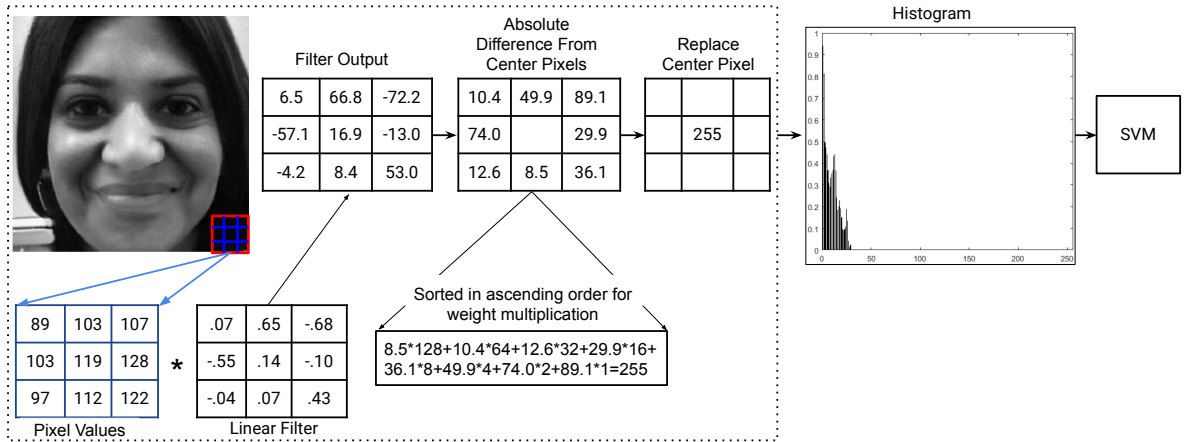 Histogram
Absolute
Difference From
Center Pixels
Replace
Center Pixel
Filter Output
6.5 66.8 -72.2
-57.1 16.9 -13.0
-4.2 8.4 53.0
10.4 49.9 89.1
74.0 29.9
12.6 8.5 36.1
255
1
0.9
0.8
0.7
0.6
0.5
0.4
0.3
0.2
0.1
0
0 50 100 150 200 250
SVM
Sorted in ascending order for
weight multiplication
8.5*128+10.4*64+12.6*32+29.9*16+
36.1*8+49.9*4+74.0*2+89.1*1=255
89 103 107
103 119 128
97 112 122
Pixel Values
*
.07 .65 -.68
-.55 .14 -.10
-.04 .07 .43
Linear Filter